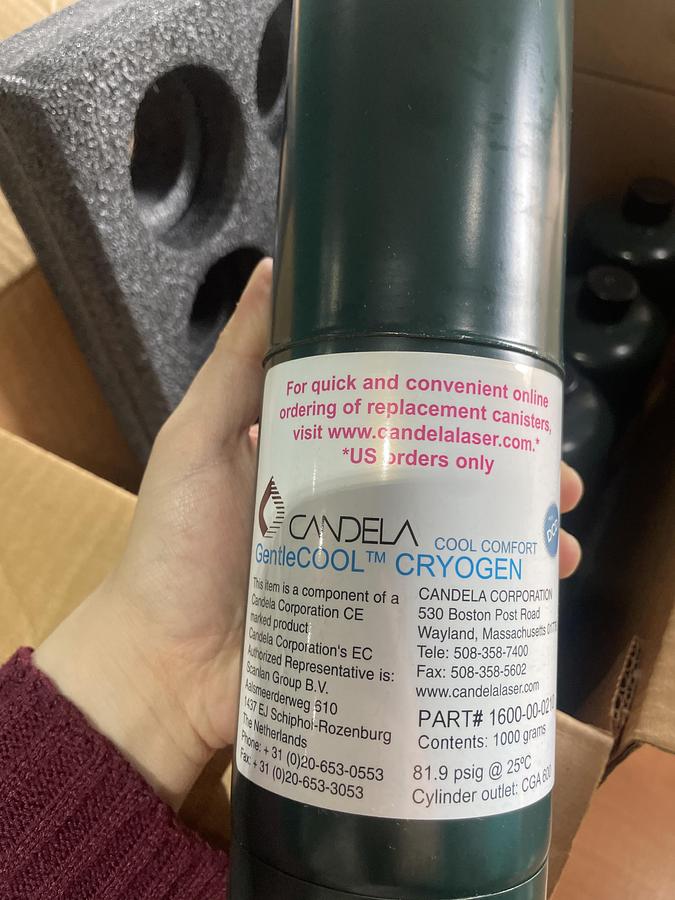 For quick and convenient online
ordering of replacement canisters,
visit www.candelalaser.com.*
*US orders only
CANDELA
COOL COMFORT
GentleCOOL™ CRYOGEN
DCD
This item is a component of a
Candela Corporation CE
marked product
Candela Corporation's EC
Authorized Representative is:
Scanlan Group B.V.
Aalsmeerderweg 610
1437 EJ Schiphol-Rozenburg
The Netherlands
Phone: + 31 (0)20-653-0553
Fax: + 31 (0)20-653-3053
CANDELA CORPORATION
530 Boston Post Road
Wayland, Massachusetts
Tele: 508-358-7400
Fax: 508-358-5602
www.candelalaser.com
PART# 1600-00-0210
Contents: 1000 grams
81.9 psig @ 25ºC
Cylinder outlet: CGA 600